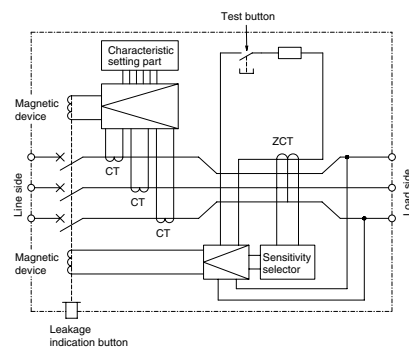 Test button
Characteristic
setting part
Magnetic
device
ZCT
CT
CT
CT
Line side
Load side
Magnetic
device
Sensitivity
selector
Leakage
indication button